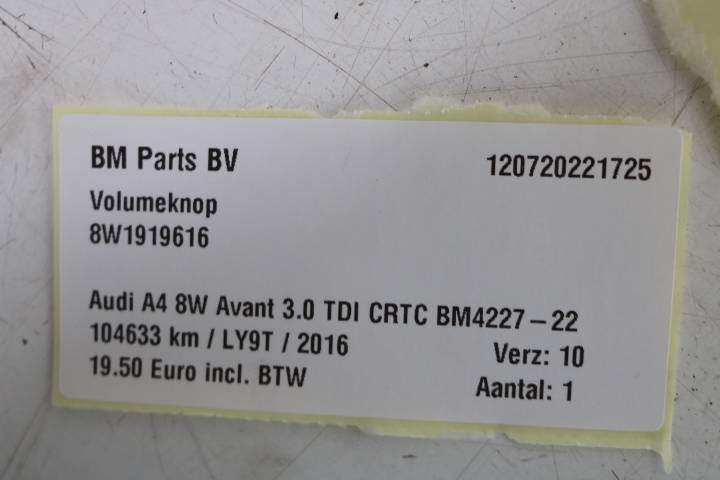 BM Parts BV 120720221725
Volumeknop
8W1919616
Audi A4 8W Avant 3.0 TDI CRTC BM4227-22
104633 km / LY9T / 2016 Verz: 10
19.50 Euro incl. BTW Aantal: 1